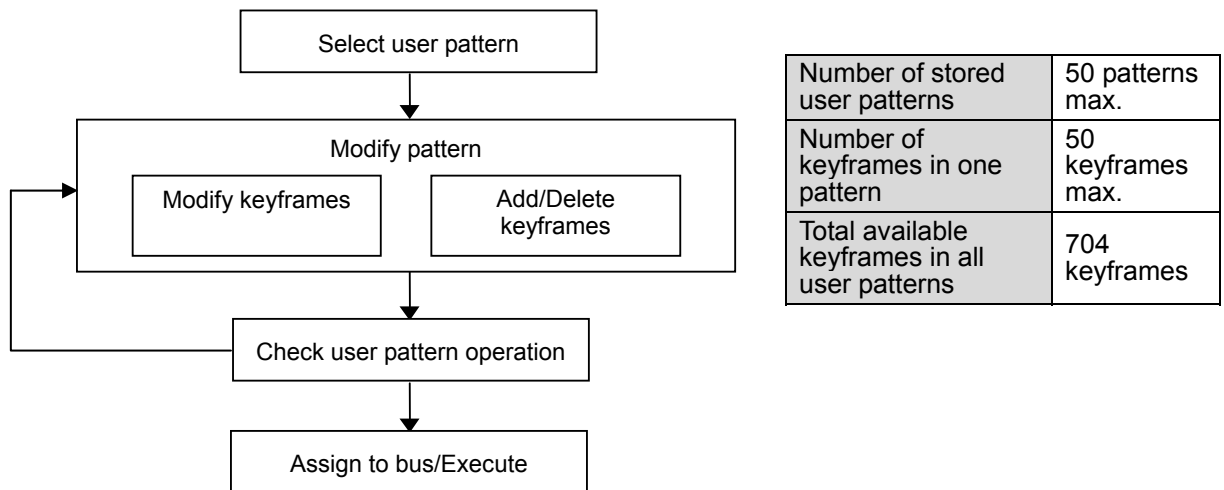 Select user pattern
Modify pattern
Modify keyframes
Add/Delete
keyframes
Check user pattern operation
Assign to bus/Execute
Number of stored
user patterns
50 patterns
max.
Number of
keyframes in one
pattern
50
keyframes
max.
Total available
keyframes in all
user patterns
704
keyframes